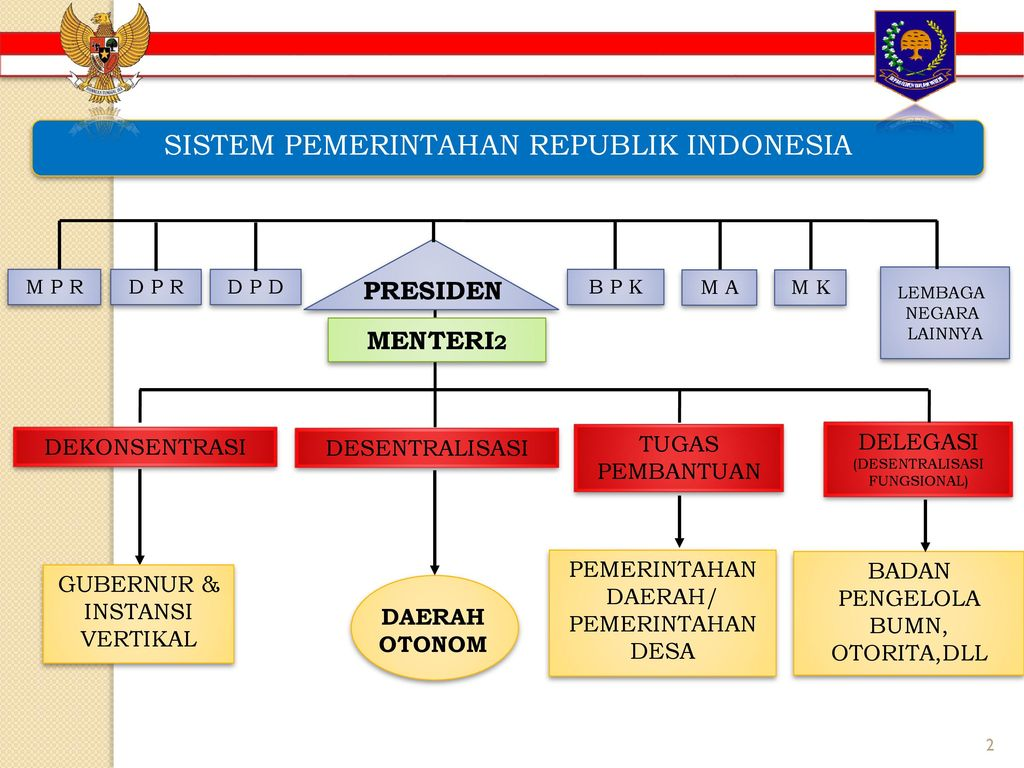 SISTEM PEMERINTAHAN REPUBLIK INDONESIA
M P R
D P R
D P D
PRESIDEN
B P K
M A
M K
LEMBAGA
NEGARA
LAINNYA
MENTERI2
DEKONSENTRASI
DESENTRALISASI
TUGAS
PEMBANTUAN
DELEGASI
(DESENTRALISASI
FUNGSIONAL)
GUBERNUR &
INSTANSI
VERTIKAL
DAERAH
OTONOM
PEMERINTAHAN
DAERAH/
PEMERINTAHAN
DESA
BADAN
PENGELOLA
BUMN,
OTORITA,DLL
2